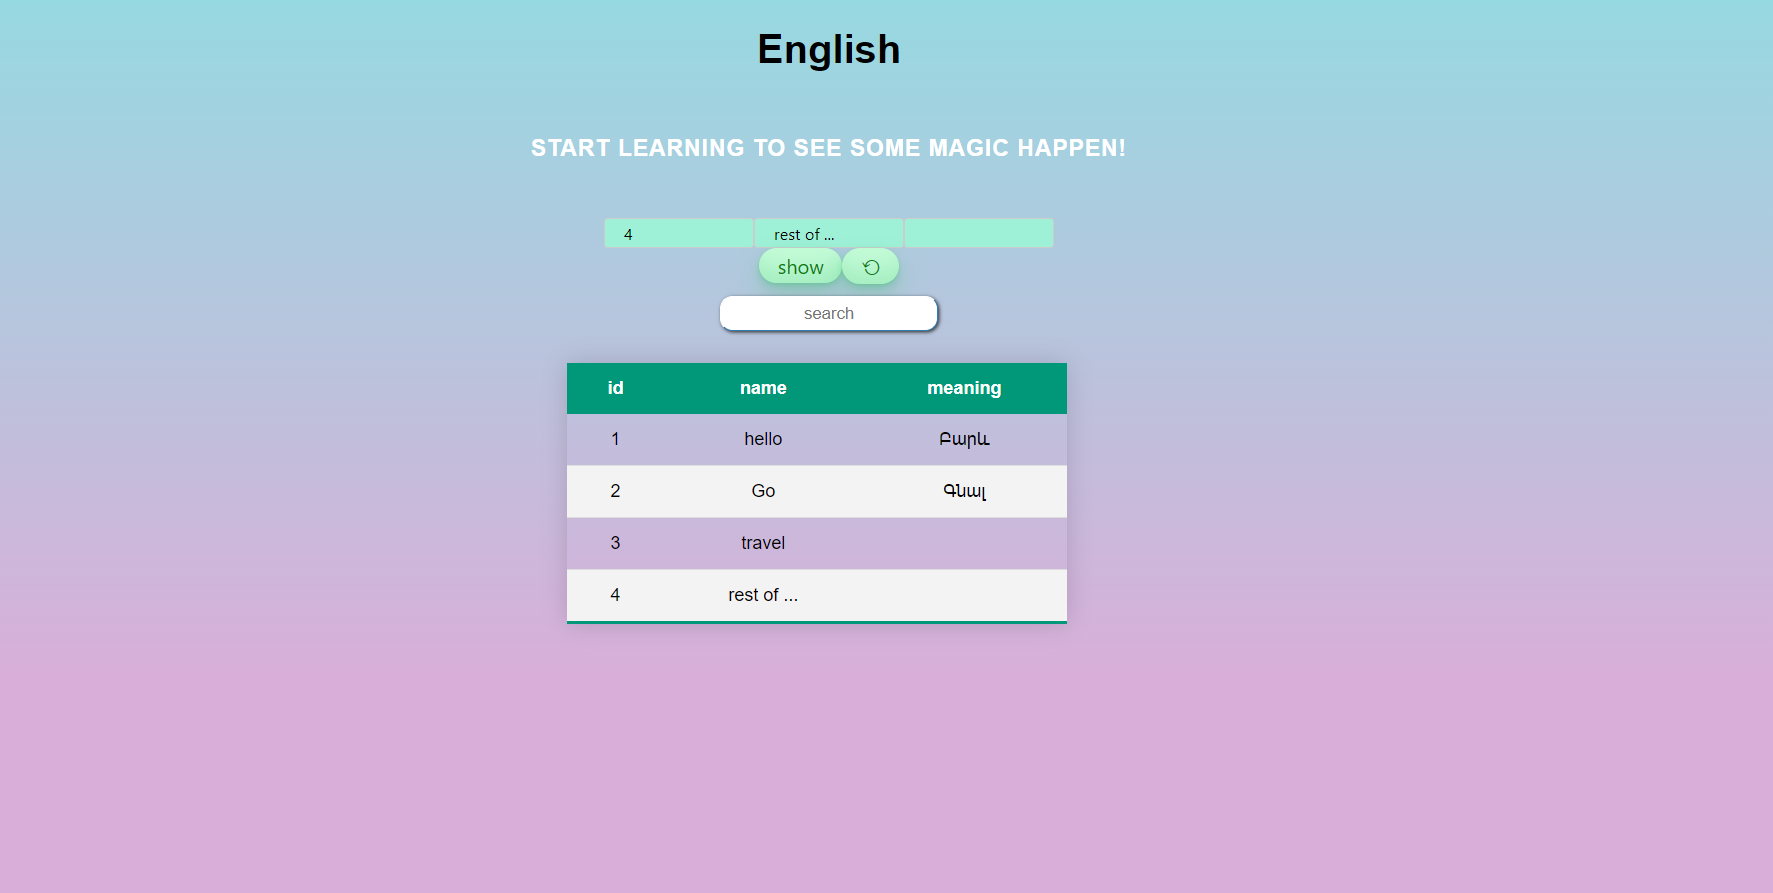 English
START LEARNING TO SEE SOME MAGIC HAPPEN!
4 rest of ...
show
search
id name meaning
1 hello Բարև
2 Go Գնալ
3 travel
4 rest of ...